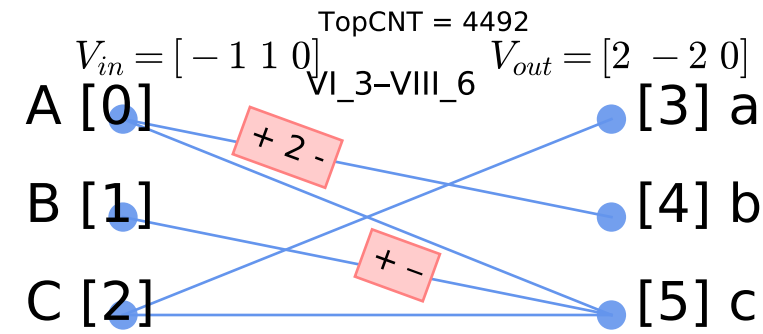 TopCNT = 4492
V_in = [ − 1 1 0] V_out = [2 − 2 0]
VI_3–VIII_6
A [0] [3] a
+ 2 -
B [1] [4] b
+ −
C [2] [5] c